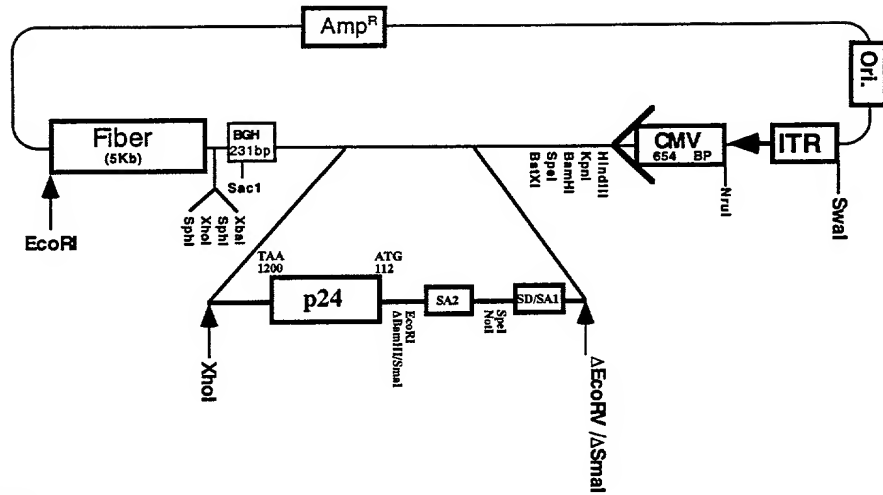 Amp^R
Ori.
Fiber
(5Kb)
BGH
231bp
Sac1
SphI
XhoI
SphI
XbaI
EcoRI
BstXI
SpeI
BamHI
KpnI
HindIII
CMV
654 BP
NruI
ITR
SwaI
TAA
1200
ATG
112
p24
EcoRI
ΔBamHI/SmaI
SA2
SpeI
NotI
SD/SA1
XhoI
ΔEcoRV /ΔSmaI